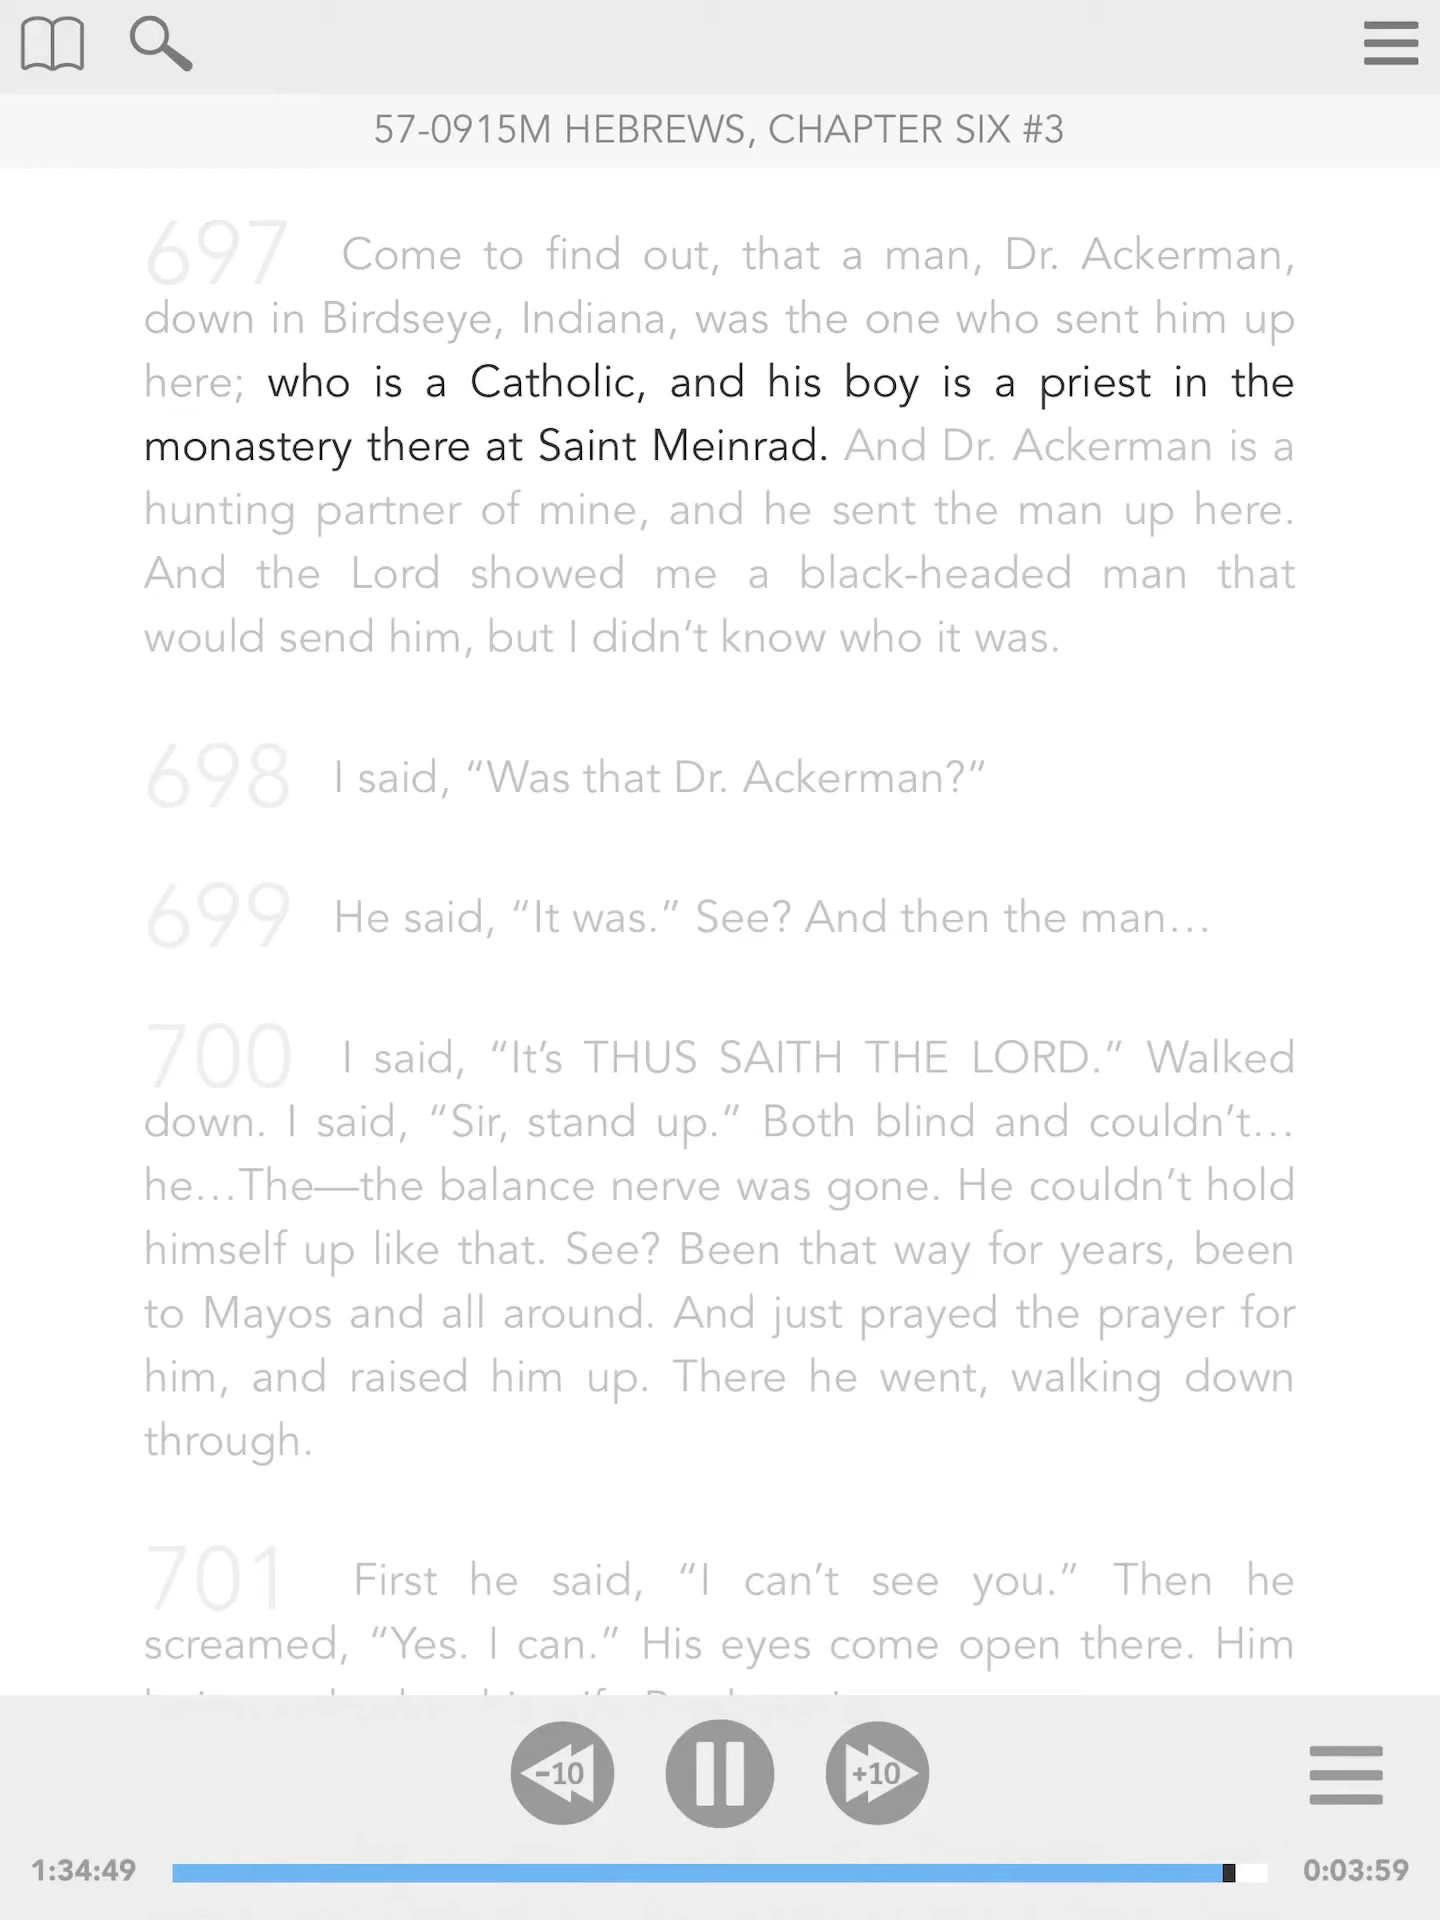 57-0915M HEBREWS, CHAPTER SIX #3
697 Come to find out, that a man, Dr. Ackerman,
down in Birdseye, Indiana, was the one who sent him up
here; who is a Catholic, and his boy is a priest in the
monastery there at Saint Meinrad. And Dr. Ackerman is a
hunting partner of mine, and he sent the man up here.
And the Lord showed me a black-headed man that
would send him, but I didn’t know who it was.
698 I said, “Was that Dr. Ackerman?”
699 He said, “It was.” See? And then the man…
700 I said, “It’s THUS SAITH THE LORD.” Walked
down. I said, “Sir, stand up.” Both blind and couldn’t…
he…The—the balance nerve was gone. He couldn’t hold
himself up like that. See? Been that way for years, been
to Mayos and all around. And just prayed the prayer for
him, and raised him up. There he went, walking down
through.
701 First he said, “I can’t see you.” Then he
screamed, “Yes. I can.” His eyes come open there. Him
-10 +10
1:34:49 0:03:59